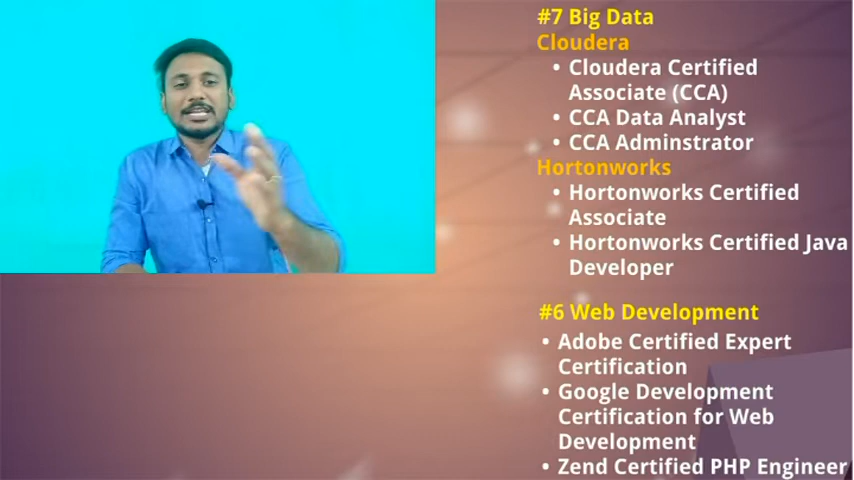 #7 Big Data
Cloudera
• Cloudera Certified
Associate (CCA)
• CCA Data Analyst
• CCA Adminstrator
Hortonworks
• Hortonworks Certified
Associate
• Hortonworks Certified Java
Developer
#6 Web Development
• Adobe Certified Expert
Certification
• Google Development
Certification for Web
Development
• Zend Certified PHP Engineer